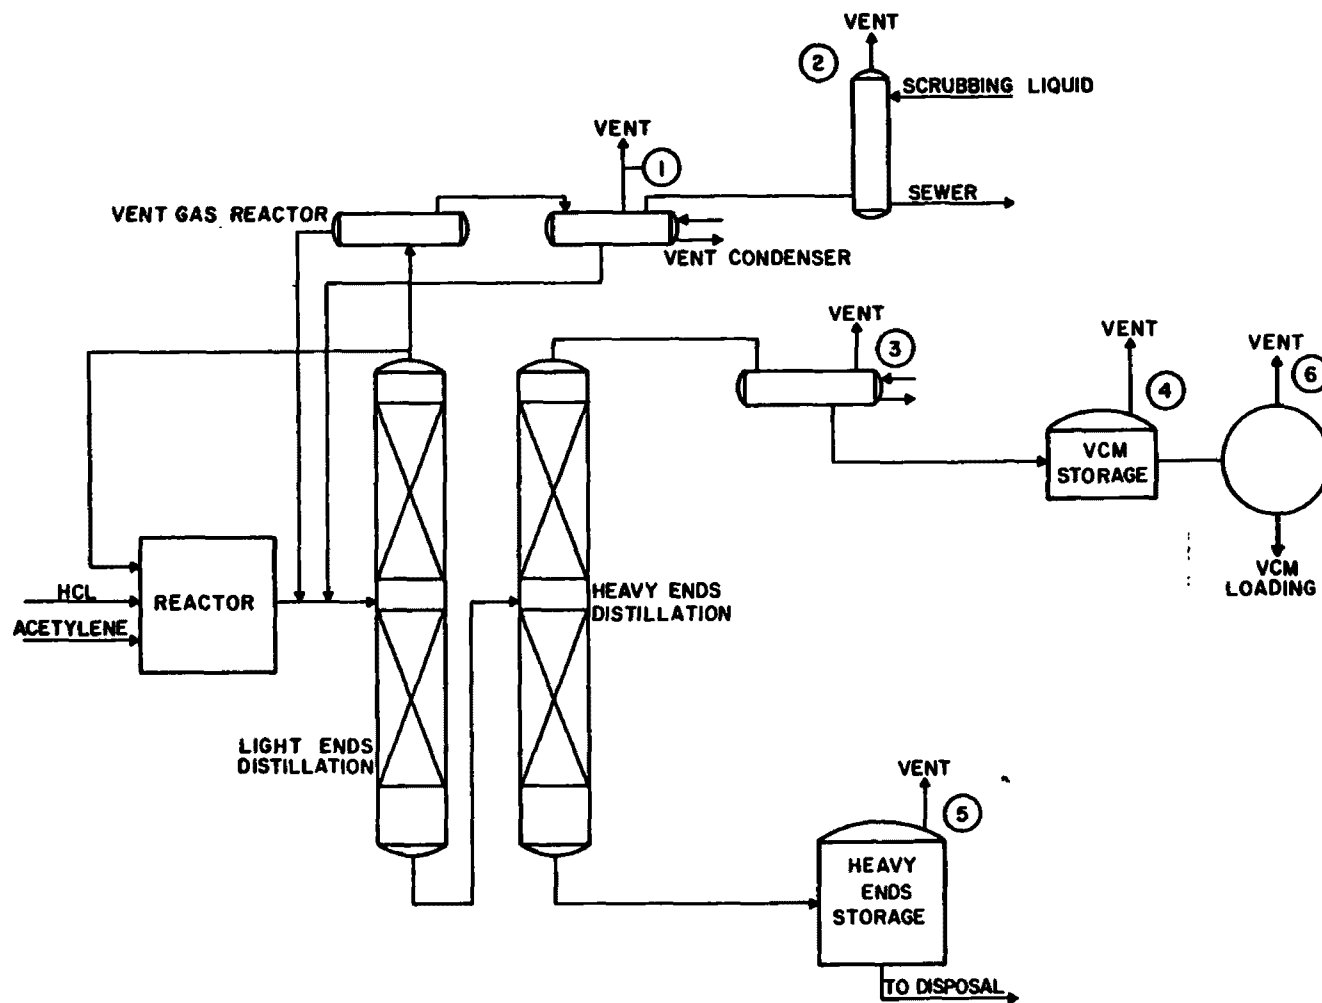 VENT
2
SCRUBBING LIQUID
VENT
1
SEWER
VENT GAS REACTOR
VENT CONDENSER
VENT
3
VENT
4
VENT
6
VCM
STORAGE
HCL
REACTOR
ACETYLENE
HEAVY ENDS
DISTILLATION
VCM
LOADING
LIGHT ENDS
DISTILLATION
VENT
5
HEAVY
ENDS
STORAGE
TO DISPOSAL